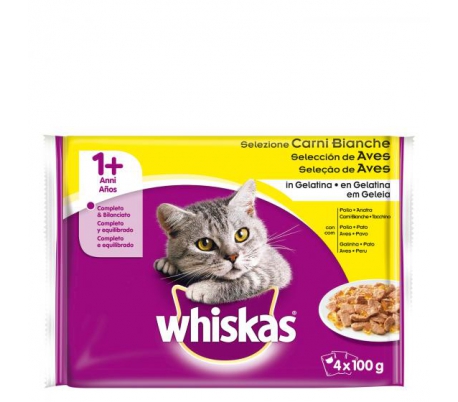 1+
Anni
Años
Completo
& Bilanciato
Completo
y equilibrado
Completo
e equilibrado
Selezione Carni Bianche
Selección de Aves
Seleção de Aves
in Gelatina • en Gelatina
em Geleia
con
com
Pollo • Anatra
Carni Bianche • Tacchino
Pollo • Pato
Aves • Pavo
Galinha • Pato
Aves • Peru
whiskas
4 x 100 g